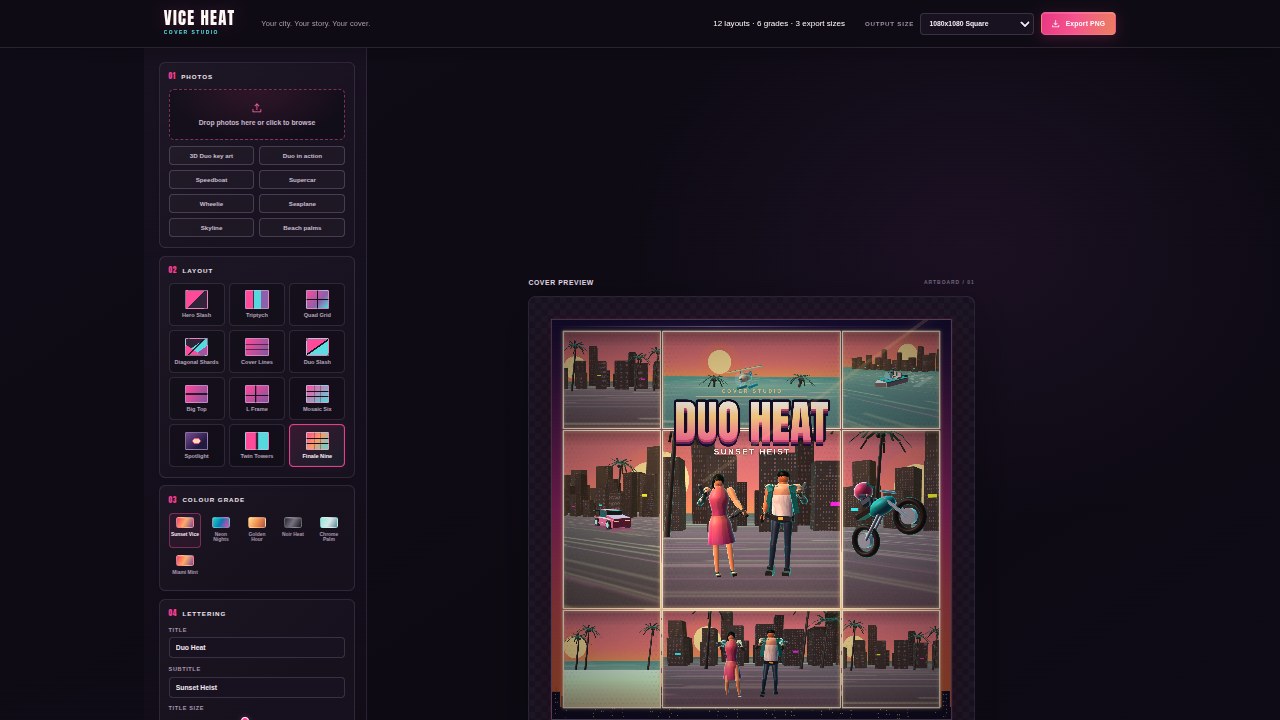 VICE HEAT
COVER STUDIO
Your city. Your story. Your cover.
12 layouts · 6 grades · 3 export sizes
OUTPUT SIZE
1080x1080 Square
Export PNG
01 PHOTOS
Drop photos here or click to browse
3D Duo key art
Duo in action
Speedboat
Supercar
Wheelie
Seaplane
Skyline
Beach palms
02 LAYOUT
Hero Slash
Triptych
Quad Grid
Diagonal Shards
Cover Lines
Duo Slash
Big Top
L Frame
Mosaic Six
Spotlight
Twin Towers
Finale Nine
03 COLOUR GRADE
Sunset Vice
Neon Nights
Golden Hour
Noir Heat
Chrome Palm
Miami Mint
04 LETTERING
TITLE
Duo Heat
SUBTITLE
Sunset Heist
TITLE SIZE
COVER PREVIEW
ARTBOARD / 01
COVER STUDIO
DUO HEAT
SUNSET HEIST